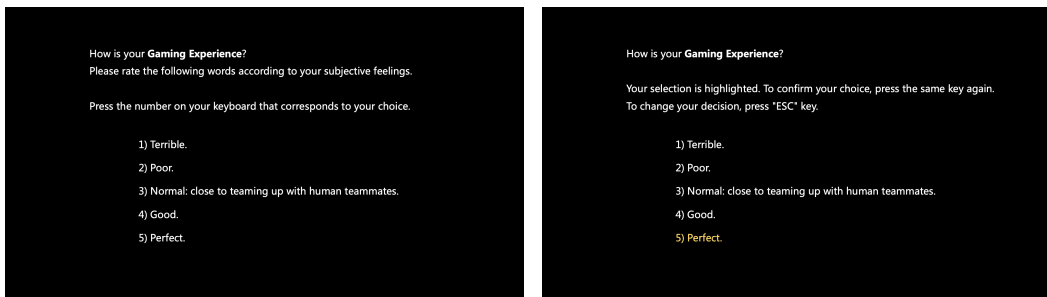 How is your Gaming Experience?
Please rate the following words according to your subjective feelings.
Press the number on your keyboard that corresponds to your choice.
1) Terrible.
2) Poor.
3) Normal: close to teaming up with human teammates.
4) Good.
5) Perfect.
How is your Gaming Experience?
Your selection is highlighted. To confirm your choice, press the same key again.
To change your decision, press "ESC" key.
1) Terrible.
2) Poor.
3) Normal: close to teaming up with human teammates.
4) Good.
5) Perfect.